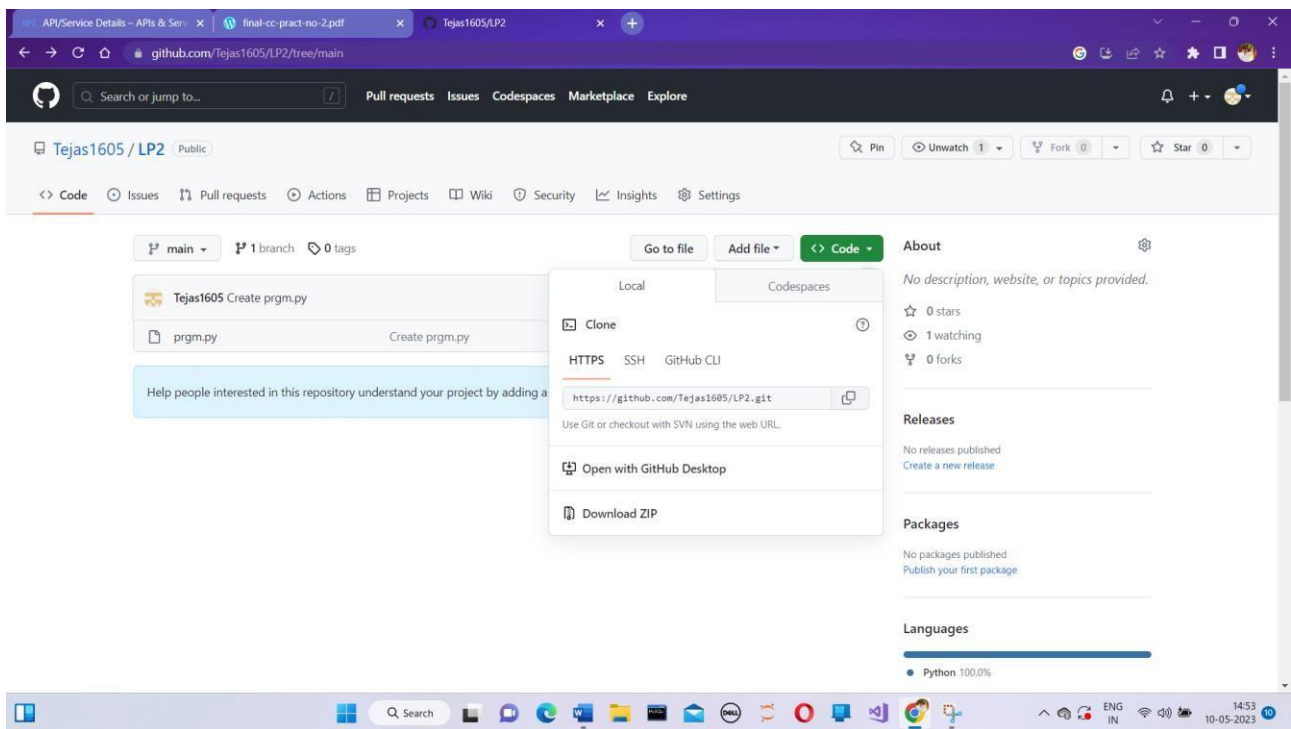 API/Service Details – APIs & Serv
final-cc-pract-no-2.pdf
Tejas1605/LP2
github.com/Tejas1605/LP2/tree/main
Search or jump to...
/
Pull requests
Issues
Codespaces
Marketplace
Explore
Tejas1605 / LP2
Public
Pin
Unwatch 1
Fork 0
Star 0
<> Code
Issues
Pull requests
Actions
Projects
Wiki
Security
Insights
Settings
main
1 branch
0 tags
Go to file
Add file
<> Code
Tejas1605 Create prgm.py
prgm.py
Create prgm.py
Help people interested in this repository understand your project by adding a
Local
Codespaces
Clone
HTTPS
SSH
GitHub CLI
https://github.com/Tejas1605/LP2.git
Use Git or checkout with SVN using the web URL.
Open with GitHub Desktop
Download ZIP
About
No description, website, or topics provided.
0 stars
1 watching
0 forks
Releases
No releases published
Create a new release
Packages
No packages published
Publish your first package
Languages
Python 100.0%
Search
DELL
ENG
IN
14:53
10-05-2023
10